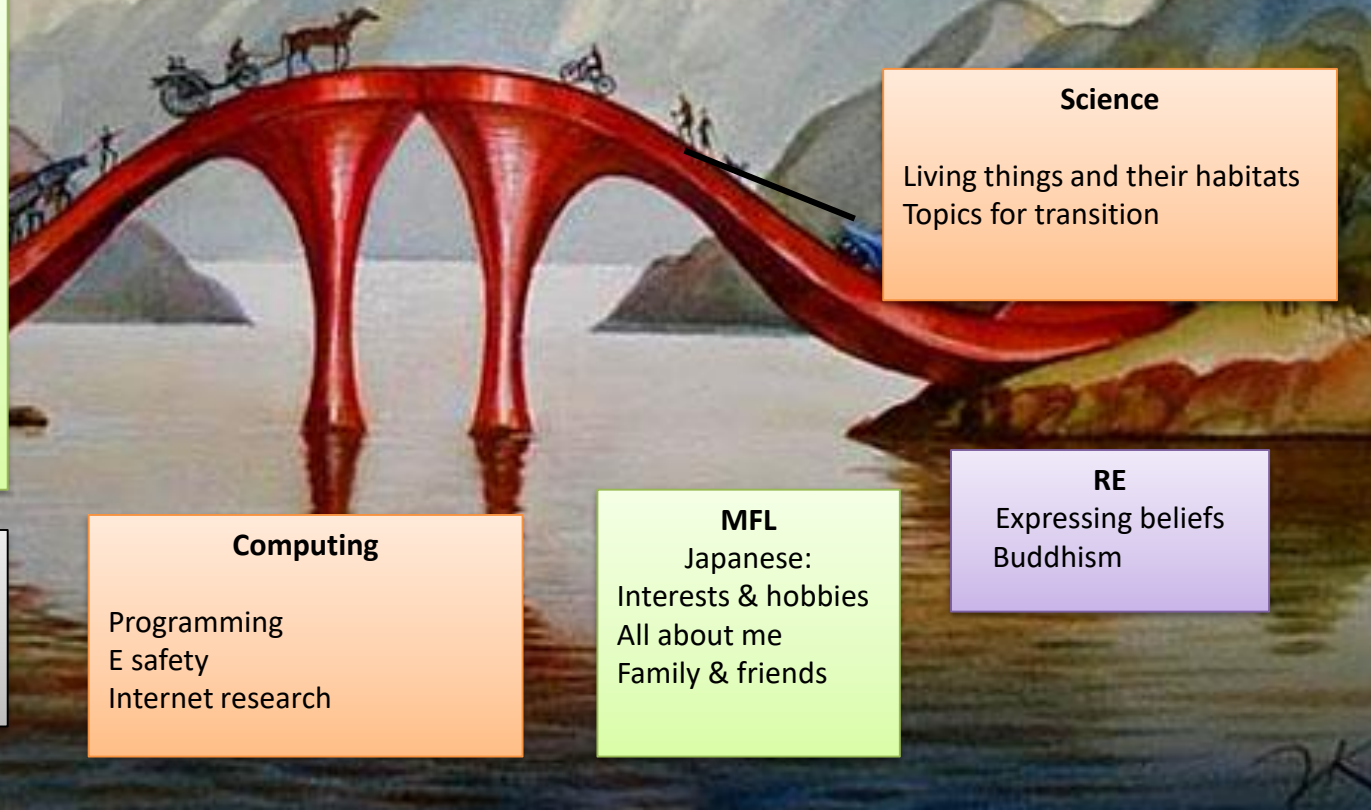 Science
Living things and their habitats
Topics for transition
Computing
Programming
E safety
Internet research
MFL
Japanese:
Interests & hobbies
All about me
Family & friends
RE
Expressing beliefs
Buddhism